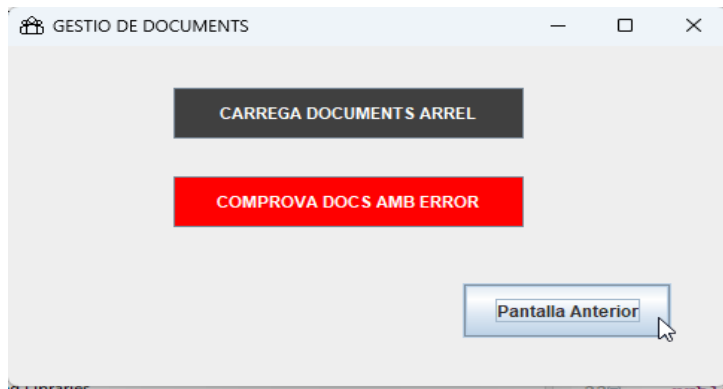 GESTIO DE DOCUMENTS
CARREGA DOCUMENTS ARREL
COMPROVA DOCS AMB ERROR
Pantalla Anterior